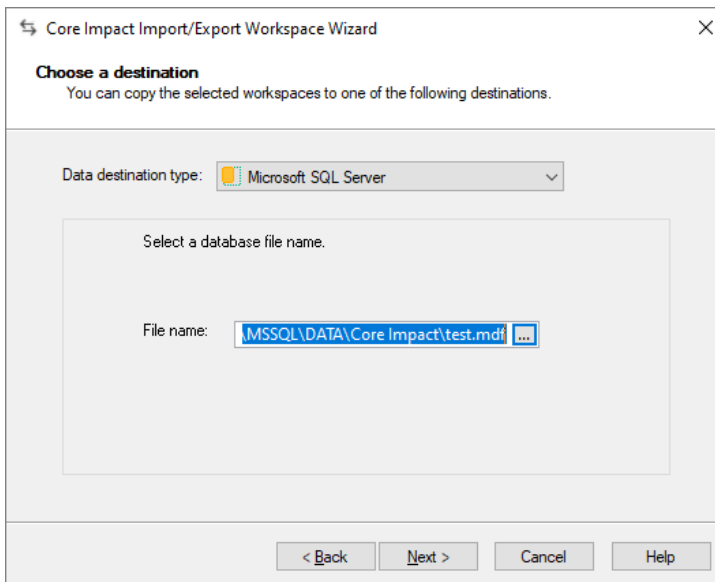 Core Impact Import/Export Workspace Wizard
Choose a destination
You can copy the selected workspaces to one of the following destinations.
Data destination type: Microsoft SQL Server
Select a database file name.
File name: \MSSQL\DATA\Core Impact\test.mdf ...
< Back Next > Cancel Help